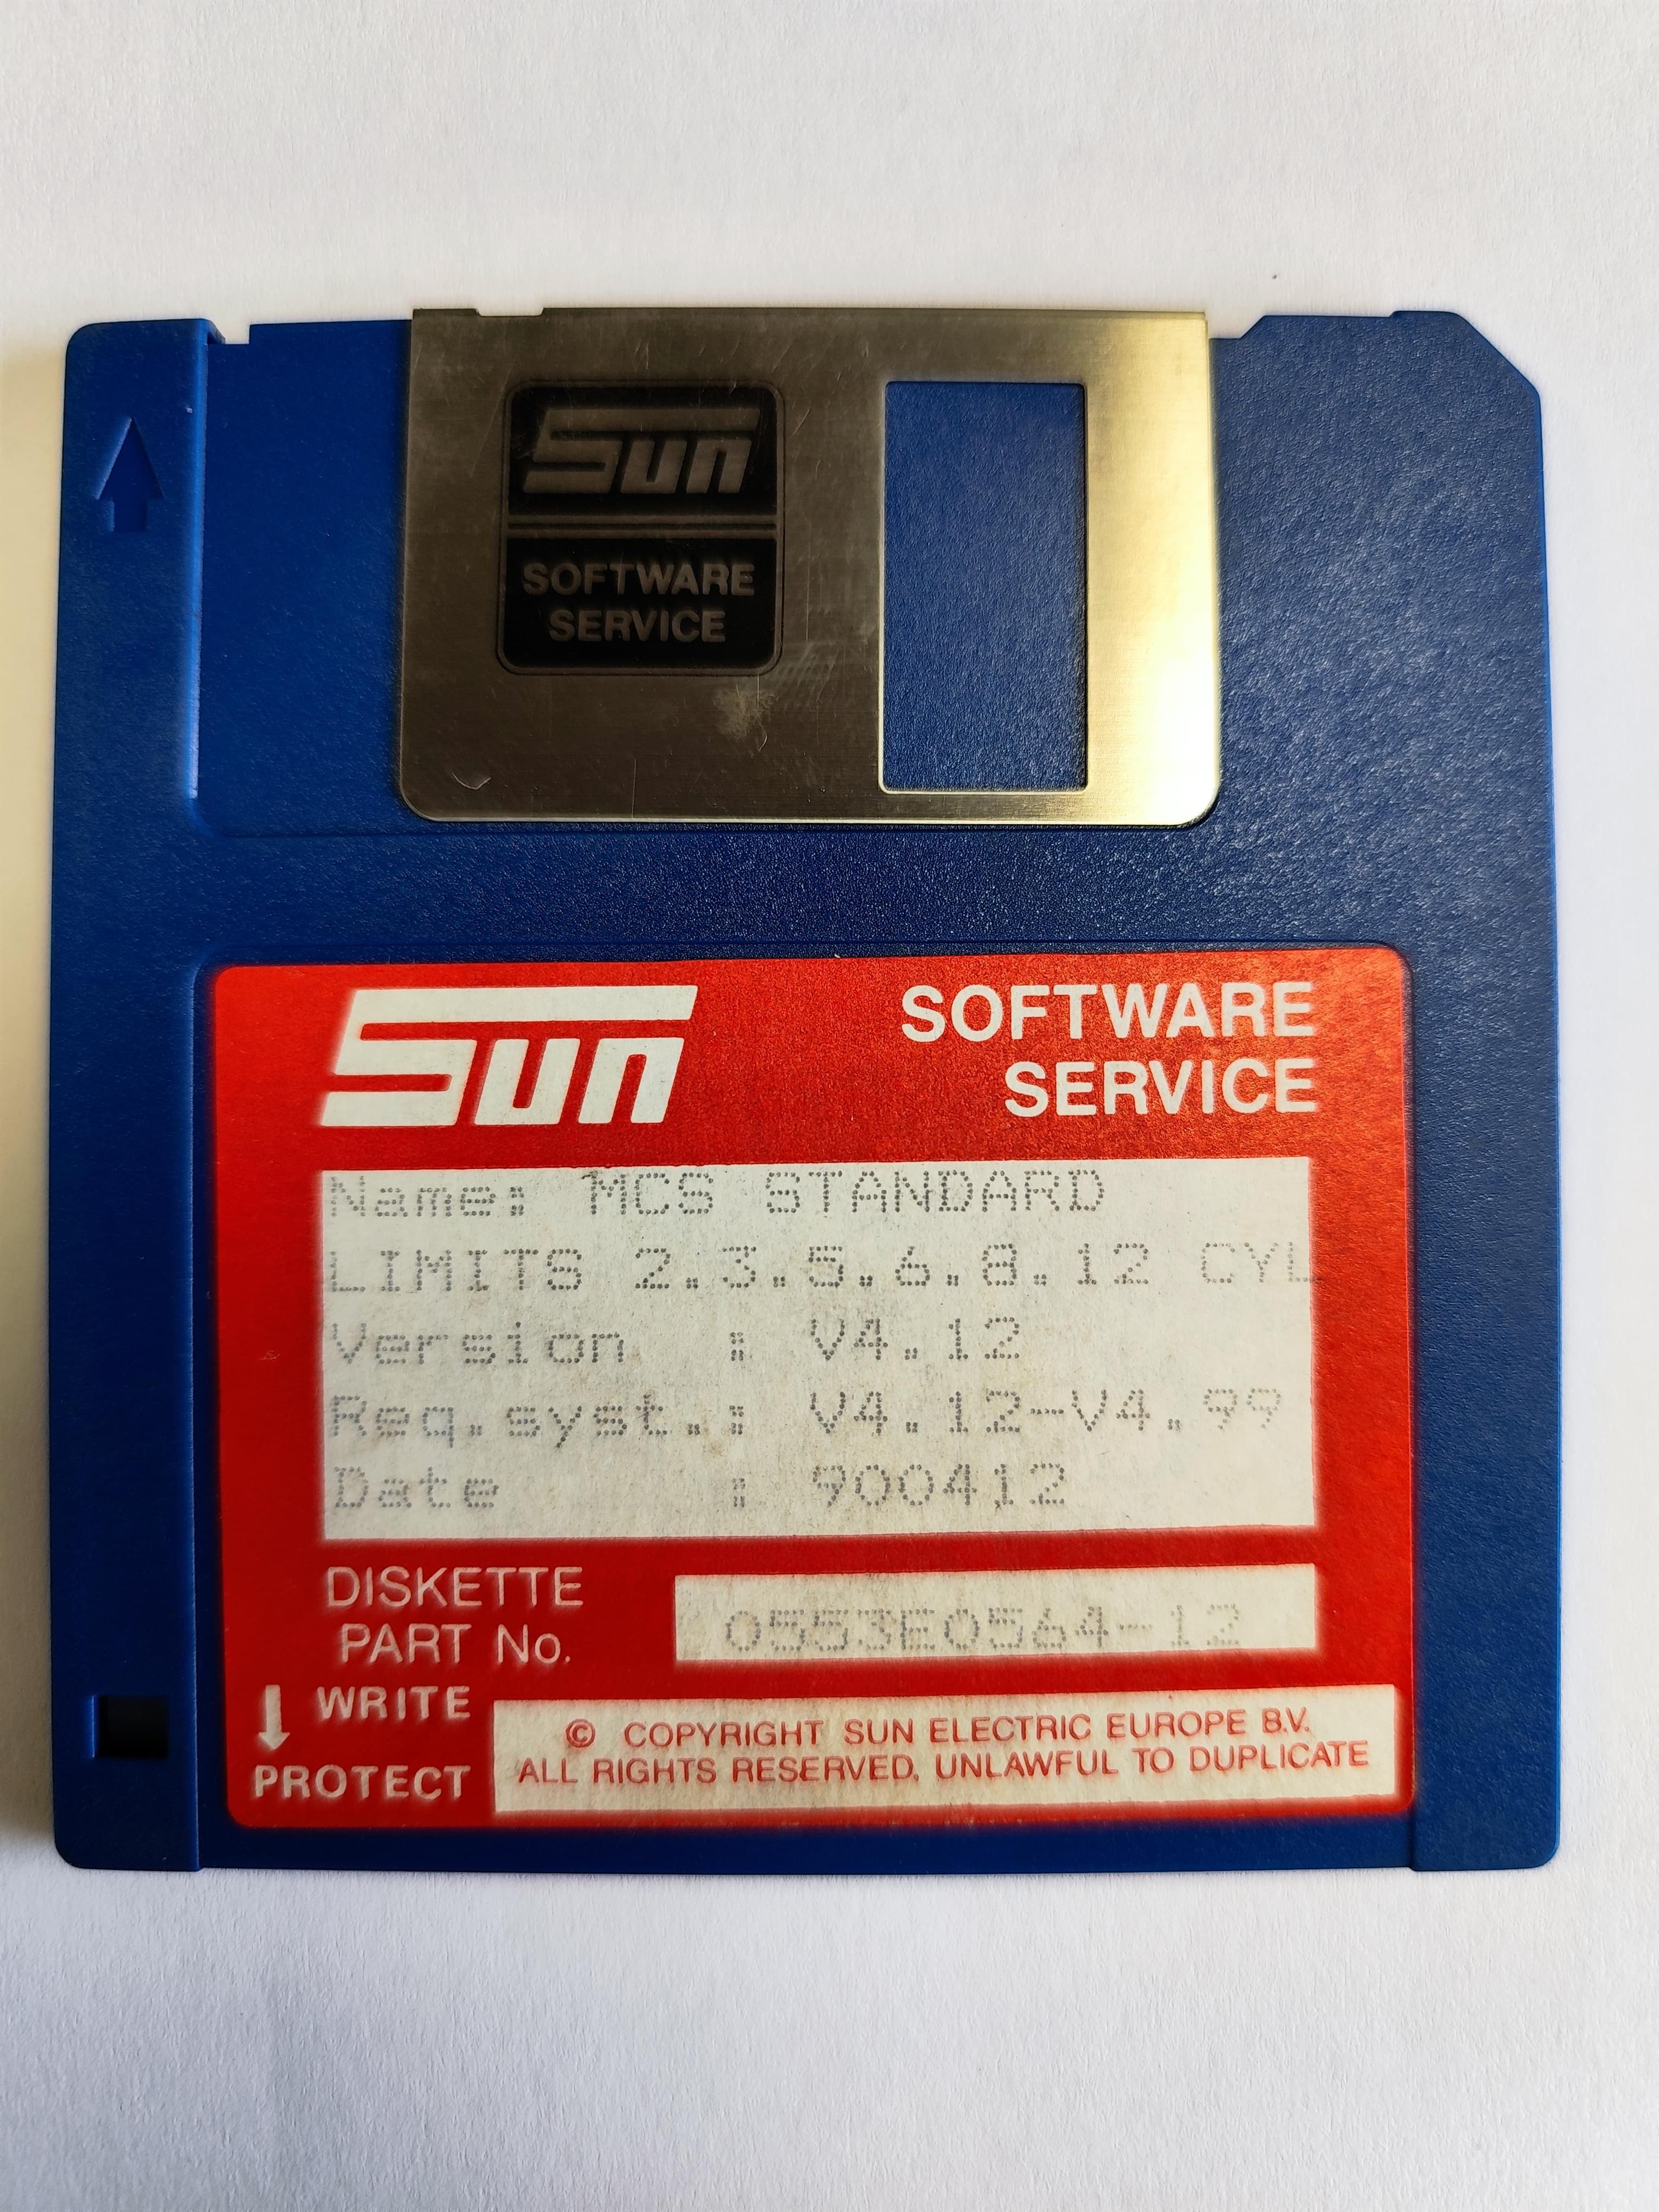 Sun
SOFTWARE
SERVICE
Sun
SOFTWARE
SERVICE
Name: MCS STANDARD
LIMITS 2.3.5.6.8.12 CYL
Version : V4.12
Req.syst.: V4.12-V4.99
Date : 900412
DISKETTE
PART No.
0553E0564-12
WRITE
PROTECT
© COPYRIGHT SUN ELECTRIC EUROPE B.V.
ALL RIGHTS RESERVED, UNLAWFUL TO DUPLICATE